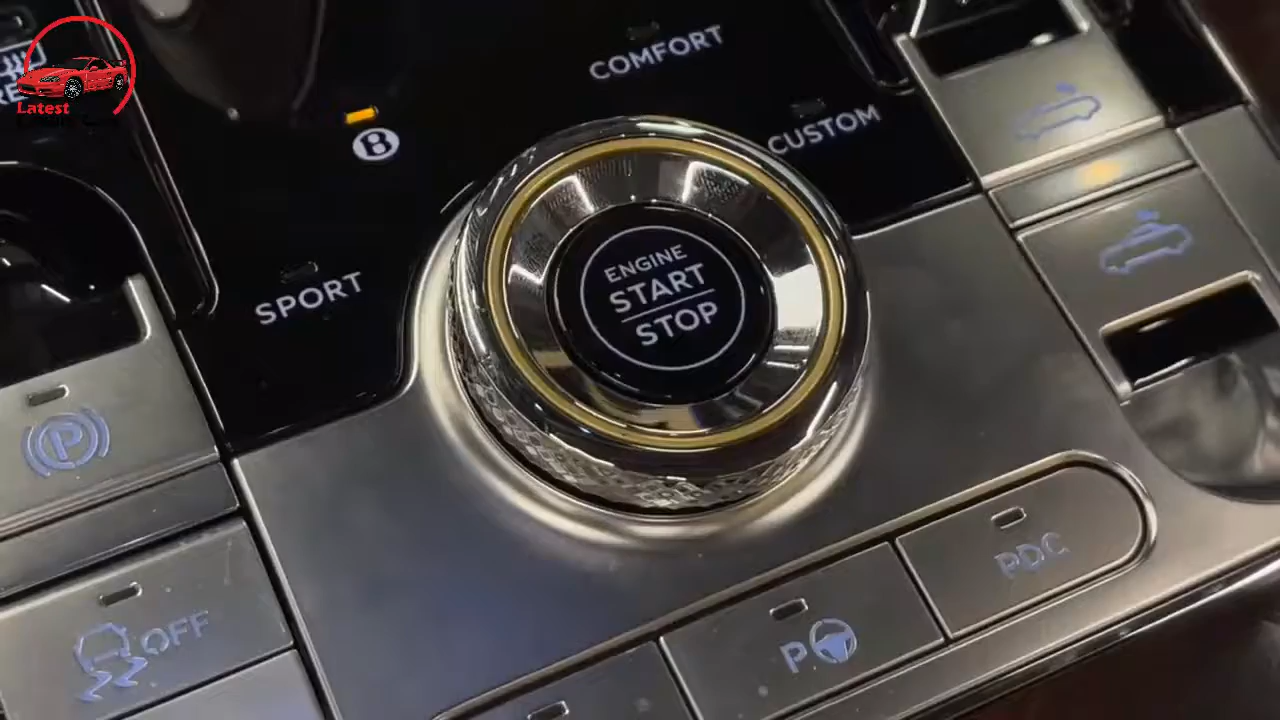 COMFORT
CUSTOM
B
SPORT
ENGINE
START
STOP
P
OFF
P
PDC
Latest